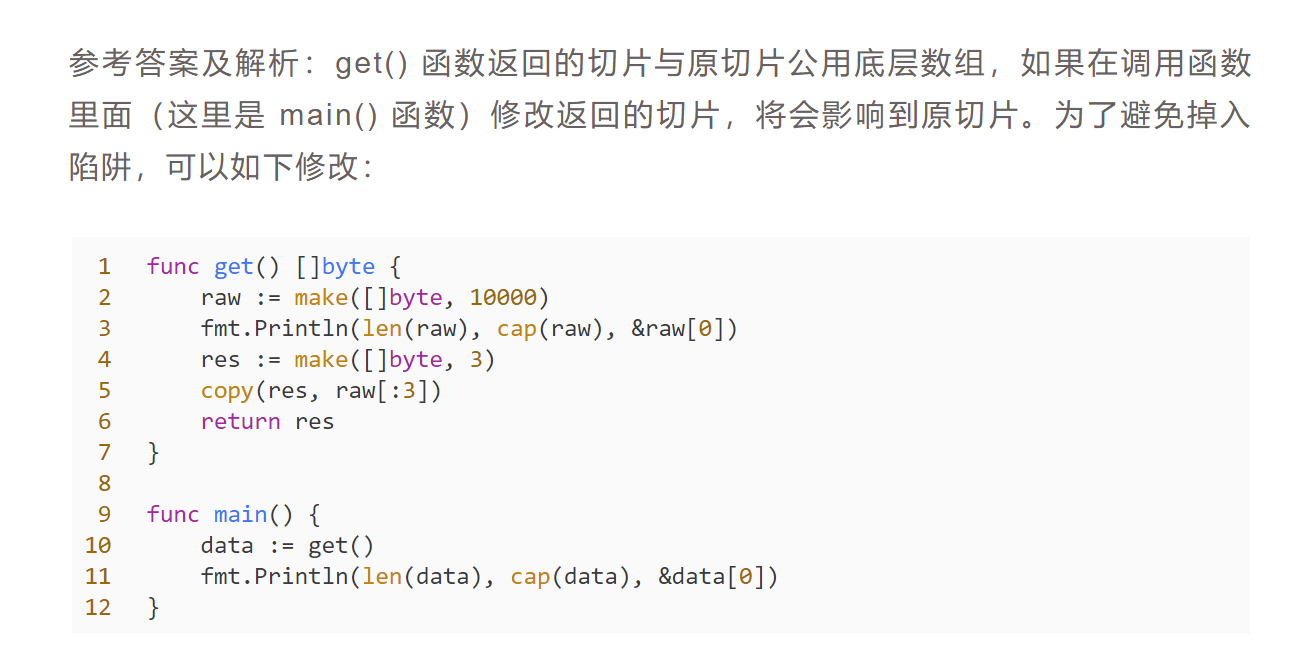 参考答案及解析：get() 函数返回的切片与原切片公用底层数组，如果在调用函数
里面（这里是 main() 函数）修改返回的切片，将会影响到原切片。为了避免掉入
陷阱，可以如下修改：
1 func get() []byte {
2     raw := make([]byte, 10000)
3     fmt.Println(len(raw), cap(raw), &raw[0])
4     res := make([]byte, 3)
5     copy(res, raw[:3])
6     return res
7 }
8
9 func main() {
10     data := get()
11     fmt.Println(len(data), cap(data), &data[0])
12 }